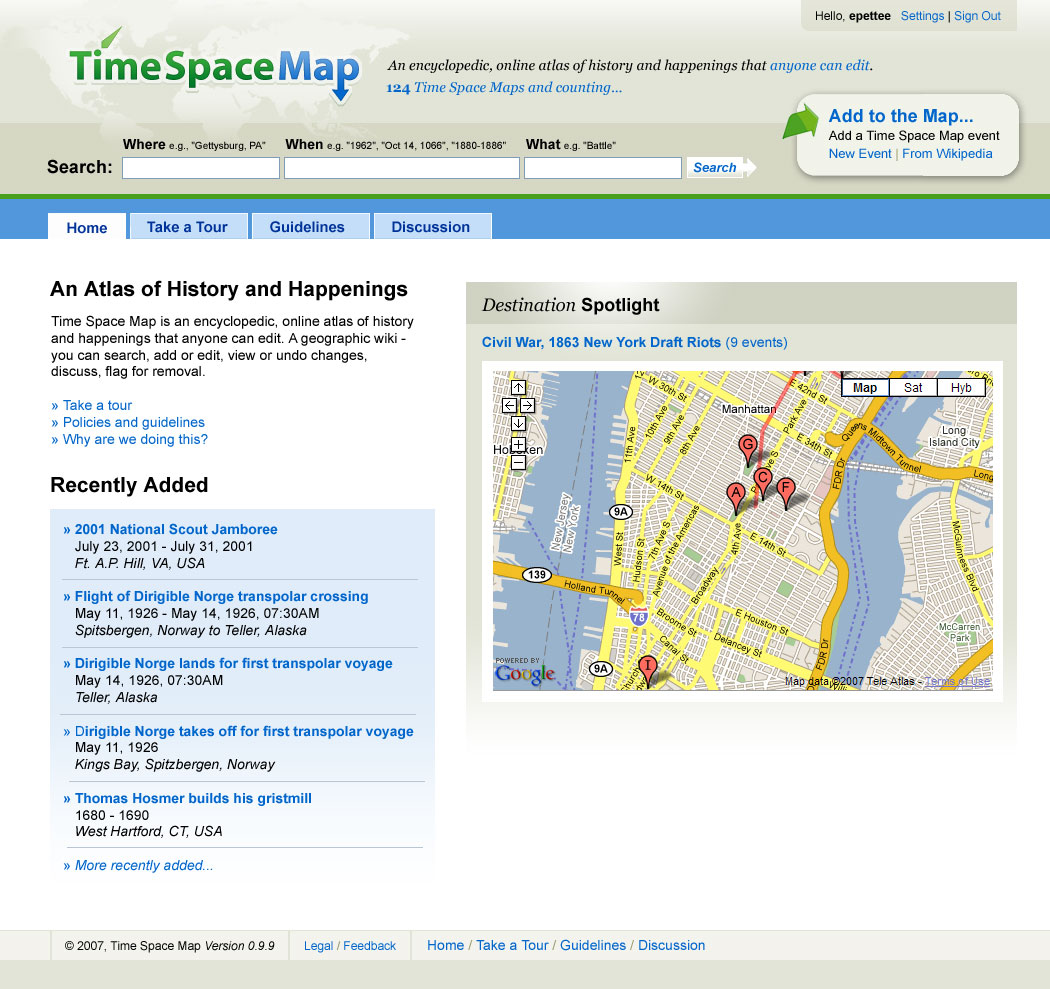 Hello, epettee Settings | Sign Out
TimeSpaceMap
An encyclopedic, online atlas of history and happenings that anyone can edit.
124 Time Space Maps and counting...
Add to the Map...
Add a Time Space Map event
New Event | From Wikipedia
Where e.g., "Gettysburg, PA" When e.g. "1962", "Oct 14, 1066", "1880-1886" What e.g. "Battle"
Search: Search
Home Take a Tour Guidelines Discussion
An Atlas of History and Happenings
Time Space Map is an encyclopedic, online atlas of history
and happenings that anyone can edit. A geographic wiki -
you can search, add or edit, view or undo changes,
discuss, flag for removal.
» Take a tour
» Policies and guidelines
» Why are we doing this?
Recently Added
» 2001 National Scout Jamboree
July 23, 2001 - July 31, 2001
Ft. A.P. Hill, VA, USA
» Flight of Dirigible Norge transpolar crossing
May 11, 1926 - May 14, 1926, 07:30AM
Spitsbergen, Norway to Teller, Alaska
» Dirigible Norge lands for first transpolar voyage
May 14, 1926, 07:30AM
Teller, Alaska
» Dirigible Norge takes off for first transpolar voyage
May 11, 1926
Kings Bay, Spitzbergen, Norway
» Thomas Hosmer builds his gristmill
1680 - 1690
West Hartford, CT, USA
» More recently added...
Destination Spotlight
Civil War, 1863 New York Draft Riots (9 events)
Map Sat Hyb
W 30th St
E 42nd St
Manhattan
Park Ave
11th Ave
10th Ave
9th Ave
8th Ave
E 34th St
Queens Midtown Tunnel
Long
Island City
Long
Hoboken
G
C
A
F
FDR Dr
W 14th St
9A
New Jersey
New York
West St
Hudson St
7th Ave S
Avenue of the Americas
4th Ave
E 14th St
McGuinness Blvd
139
Holland Tunnel
Broadway
78
E Houston St
Broome St
Delancey St
Canal St
FDR Dr
McCarren
Park
9A
I
Church
POWERED BY
Google
Map data ©2007 Tele Atlas - Terms of Use
© 2007, Time Space Map Version 0.9.9 Legal / Feedback Home / Take a Tour / Guidelines / Discussion